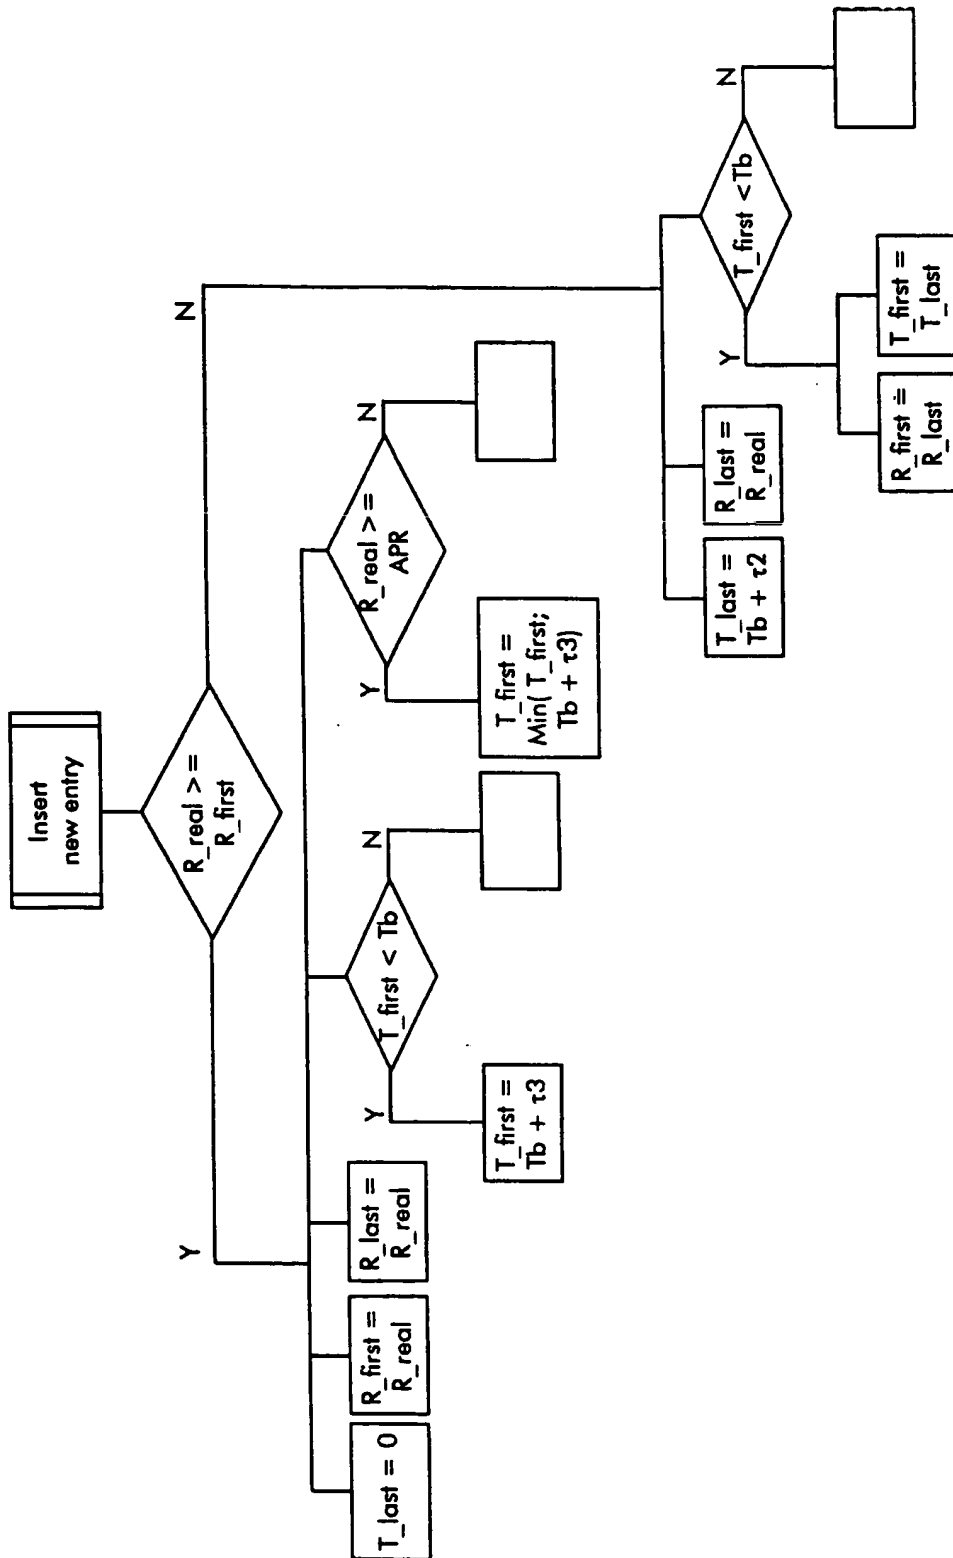 Insert
new entry
R_real >=
R_first
Y
N
T_last = 0
R_first =
R_real
R_last =
R_real
T_first < Tb
Y
N
T_first =
Tb + τ3
R_real >=
APR
Y
N
T_first =
Min( T_first;
Tb + τ3)
T_last =
Tb + τ2
R_last =
R_real
T_first <Tb
Y
N
R_first =
R_last
T_first =
T_last